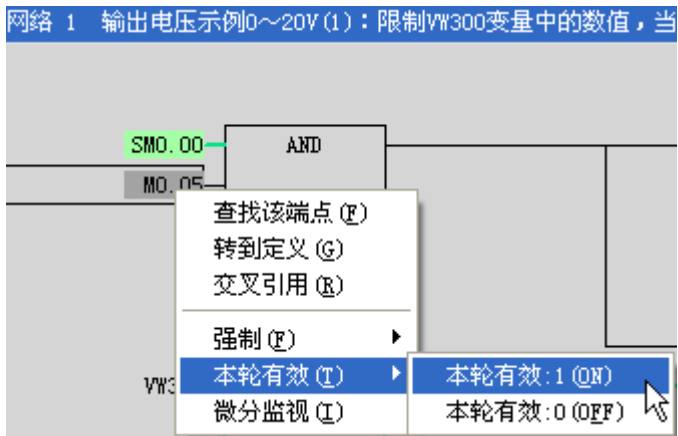 网络 1 输出电压示例0～20V(1)：限制VW300变量中的数值，当
SM0.00
AND
M0.05
查找该端点(F)
转到定义(G)
交叉引用(R)
强制(F)
VW3
本轮有效(T)
本轮有效:1(ON)
微分监视(I)
本轮有效:0(OFF)